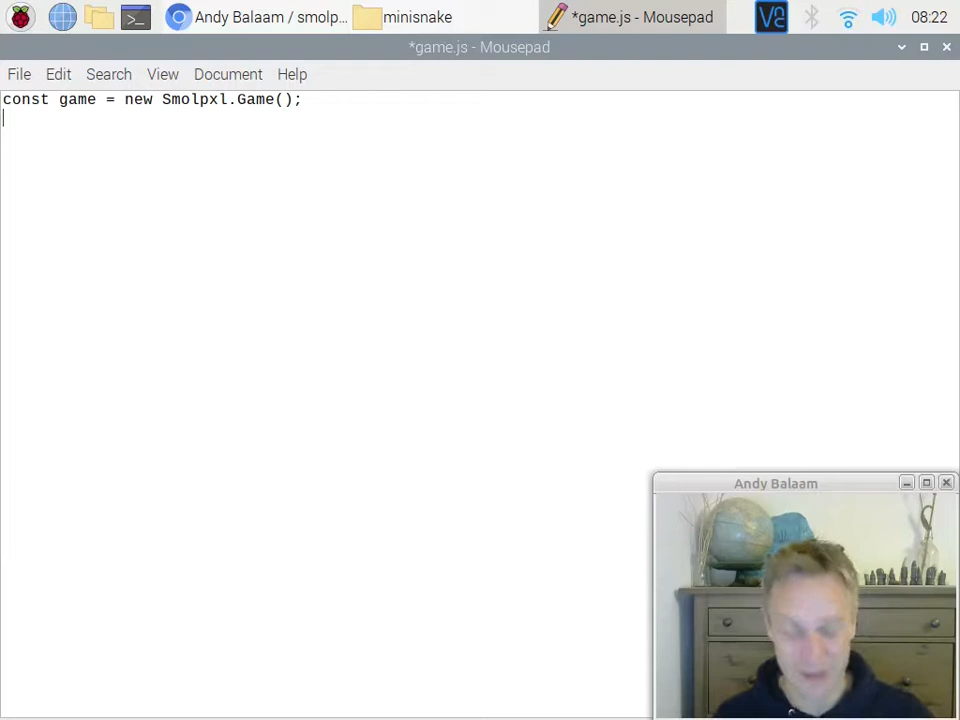 Andy Balaam / smolp...
minisnake
*game.js - Mousepad
08:22
*game.js - Mousepad
File Edit Search View Document Help
const game = new Smolpxl.Game();
Andy Balaam